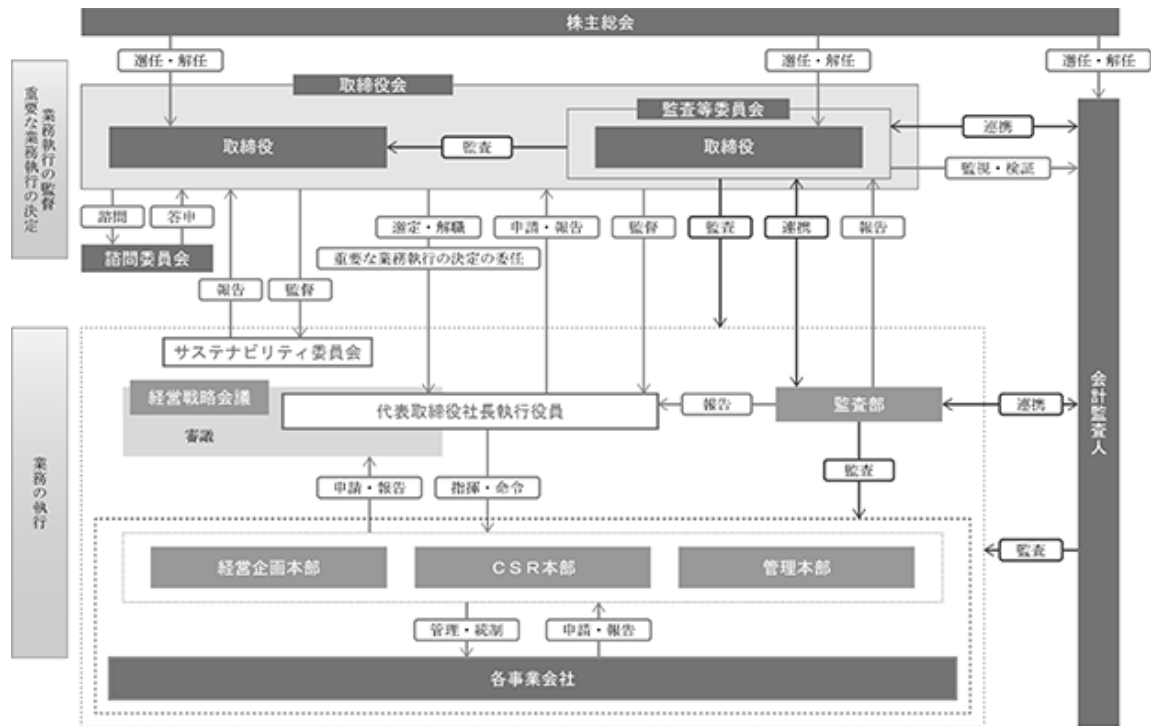 株主総会
選任・解任
選任・解任
選任・解任
業務執行の監督
重要な業務執行の決定
取締役会
監査等委員会
取締役
監査
取締役
連携
監視・検証
諮問
答申
選定・解職
申請・報告
監督
監査
連携
報告
諮問委員会
重要な業務執行の決定の委任
報告
監督
サステナビリティ委員会
経営戦略会議
代表取締役社長執行役員
報告
監査部
連携
会計監査人
審議
業務の執行
申請・報告
指揮・命令
監査
監査
経営企画本部
CSR本部
管理本部
管理・統制
申請・報告
各事業会社